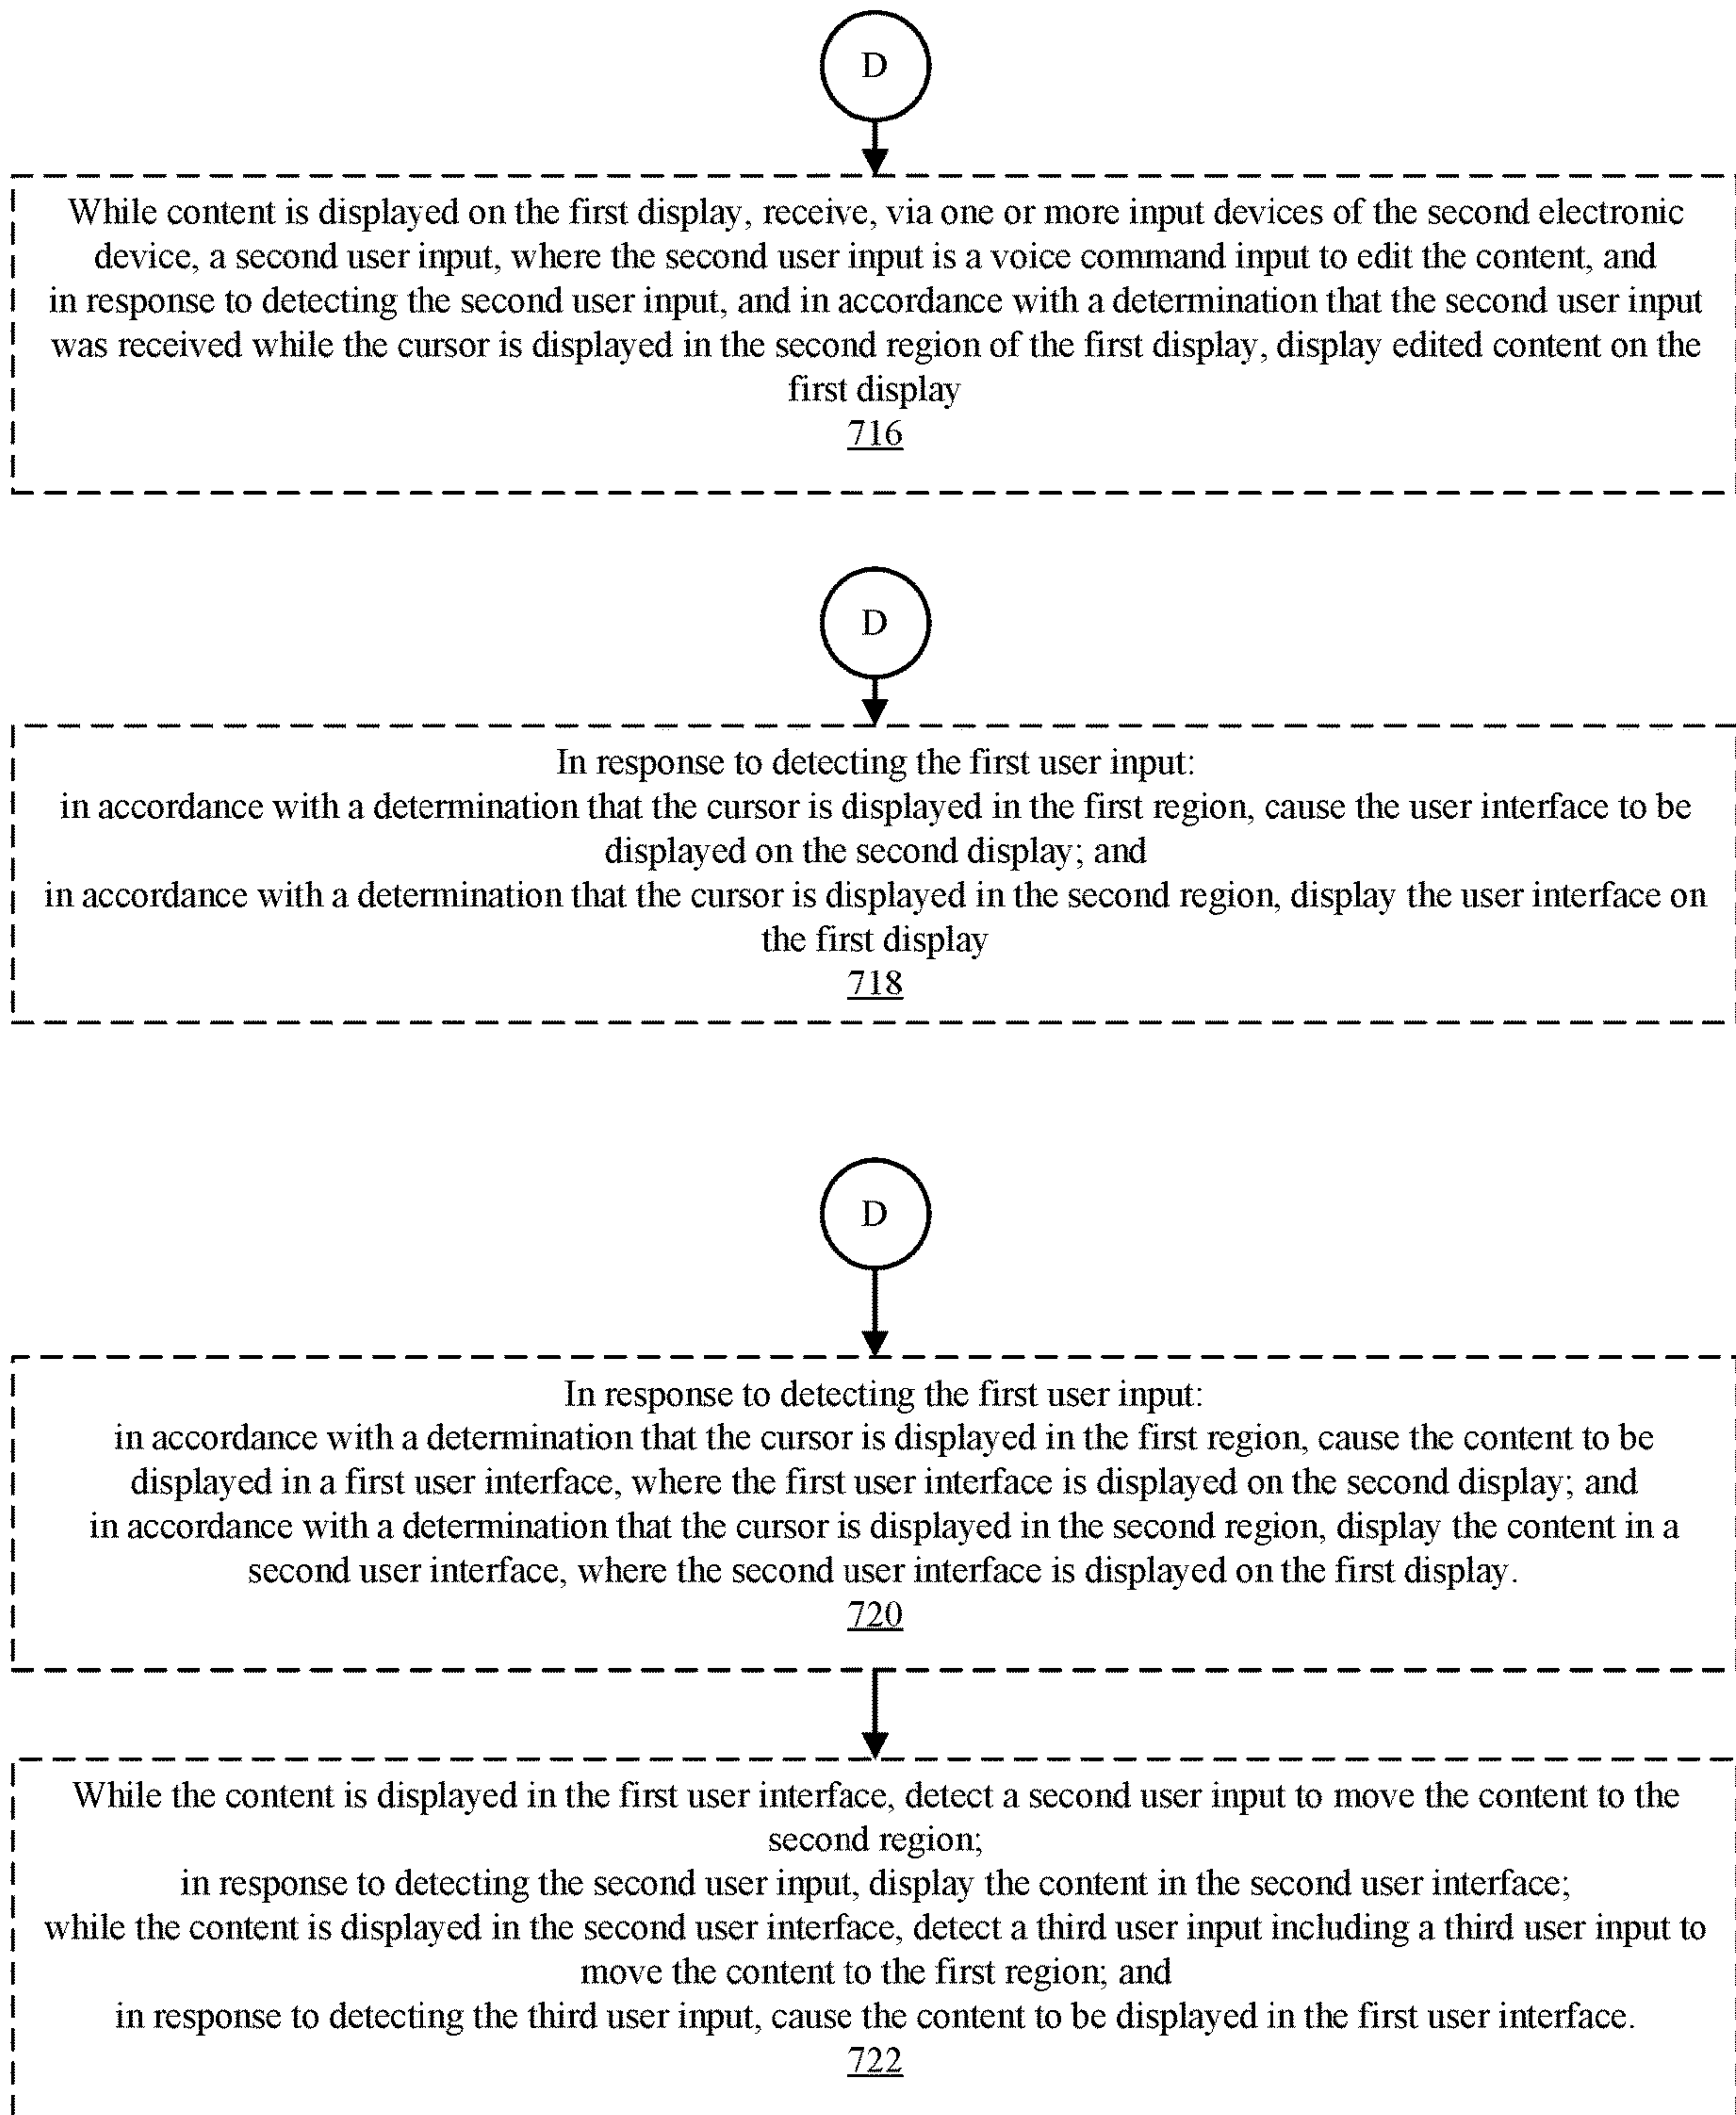 D
While content is displayed on the first display, receive, via one or more input devices of the second electronic
device, a second user input, where the second user input is a voice command input to edit the content, and
in response to detecting the second user input, and in accordance with a determination that the second user input
was received while the cursor is displayed in the second region of the first display, display edited content on the
first display
716
D
In response to detecting the first user input:
in accordance with a determination that the cursor is displayed in the first region, cause the user interface to be
displayed on the second display; and
in accordance with a determination that the cursor is displayed in the second region, display the user interface on
the first display
718
D
In response to detecting the first user input:
in accordance with a determination that the cursor is displayed in the first region, cause the content to be
displayed in a first user interface, where the first user interface is displayed on the second display; and
in accordance with a determination that the cursor is displayed in the second region, display the content in a
second user interface, where the second user interface is displayed on the first display.
720
While the content is displayed in the first user interface, detect a second user input to move the content to the
second region;
in response to detecting the second user input, display the content in the second user interface;
while the content is displayed in the second user interface, detect a third user input including a third user input to
move the content to the first region; and
in response to detecting the third user input, cause the content to be displayed in the first user interface.
722